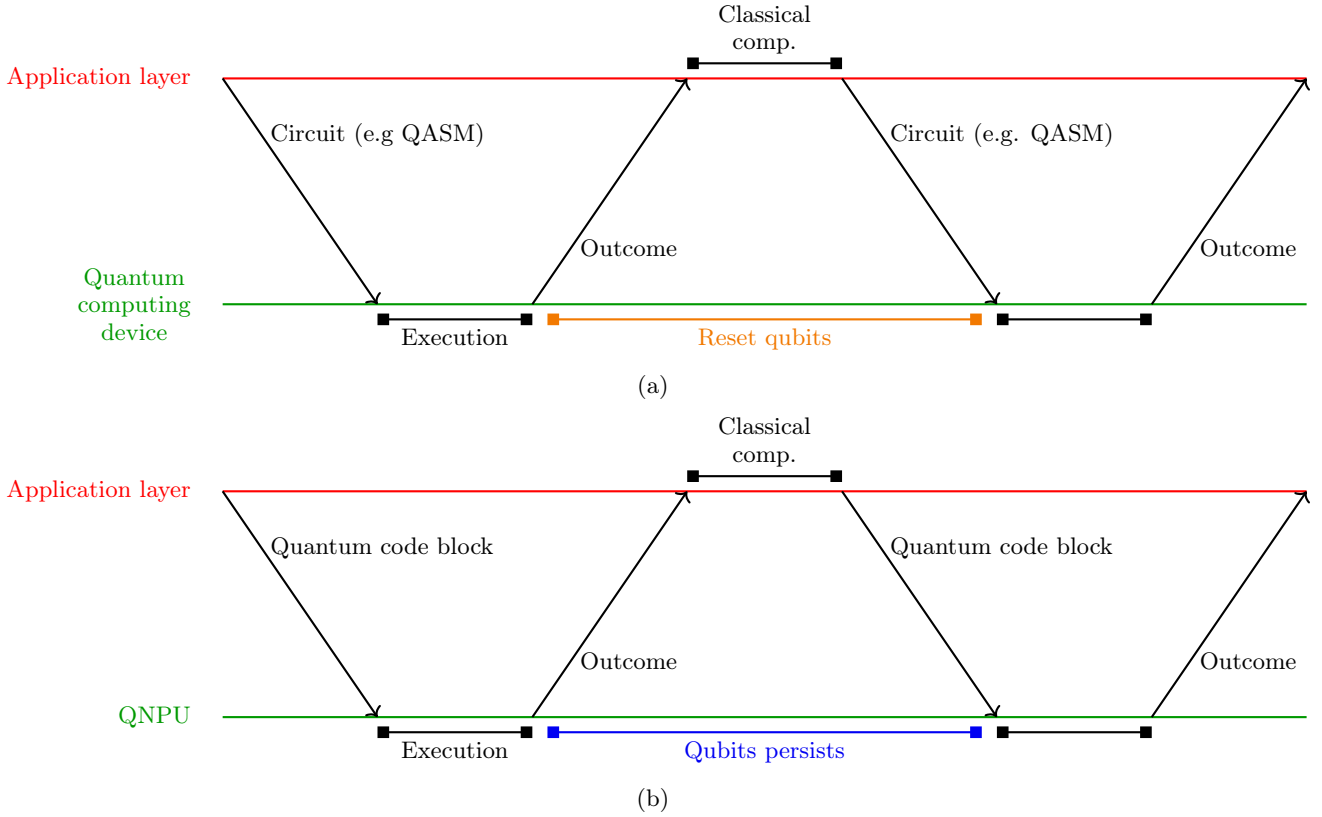 Classical
comp.
Application layer
Circuit (e.g QASM)
Circuit (e.g. QASM)
Outcome
Outcome
Quantum
computing
device
Execution
Reset qubits
(a)
Classical
comp.
Application layer
Quantum code block
Quantum code block
Outcome
Outcome
QNPU
Execution
Qubits persists
(b)